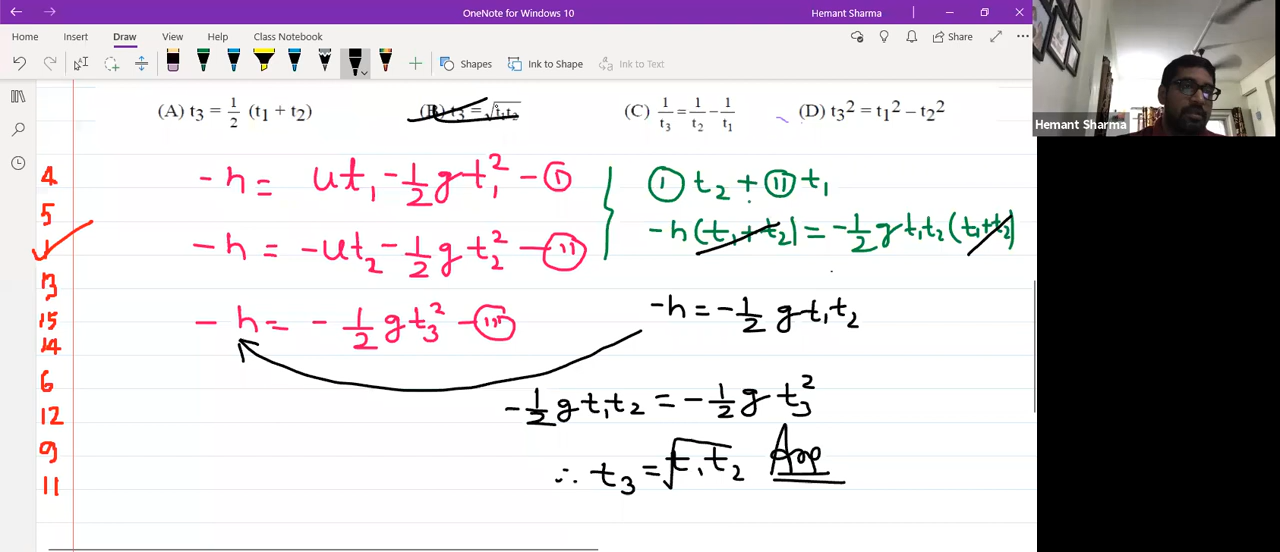 OneNote for Windows 10
Hemant Sharma
Home Insert Draw View Help Class Notebook
Shapes Ink to Shape Ink to Text Share
(A) t₃ = 1/2 (t₁ + t₂) (B) t₃ = √t₁t₂ (C) 1/t₃ = 1/t₂ − 1/t₁ (D) t₃² = t₁² − t₂²
Hemant Sharma
4
5
1
13
15
14
6
12
9
11
-h = ut₁ - 1/2 gt₁² - (I)
-h = -ut₂ - 1/2 gt₂² - (II)
-h = - 1/2 gt₃² - (III)
(I) t₂ + (II) t₁
-h (t₁ + t₂) = - 1/2 g t₁t₂ (t₁+t₂)
-h = - 1/2 g t₁t₂
- 1/2 g t₁t₂ = - 1/2 g t₃²
∴ t₃ = √t₁t₂ Ans